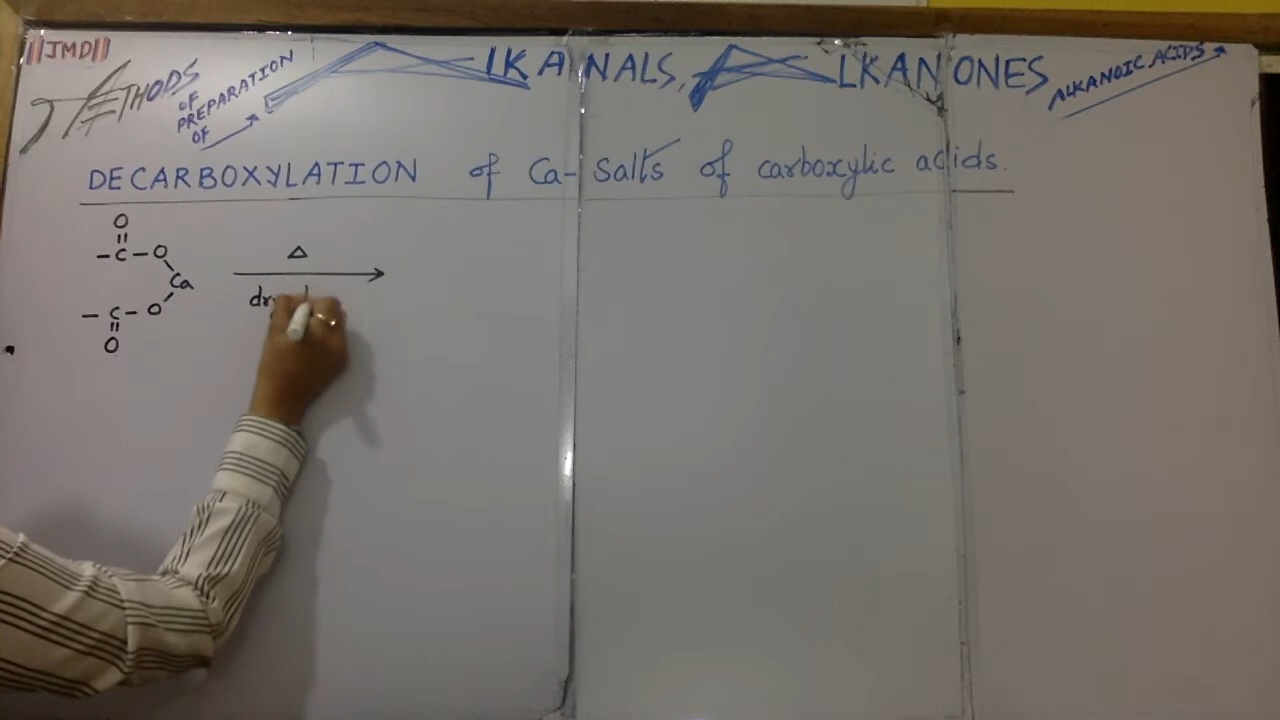 ||JMD||
METHODS OF PREPARATION OF
ALKANALS, ALKANONES ALKANOIC ACIDS
DECARBOXYLATION of Ca- Salts of carboxylic acids.
O
||
-C-O
Ca
Δ
-C-O
||
O